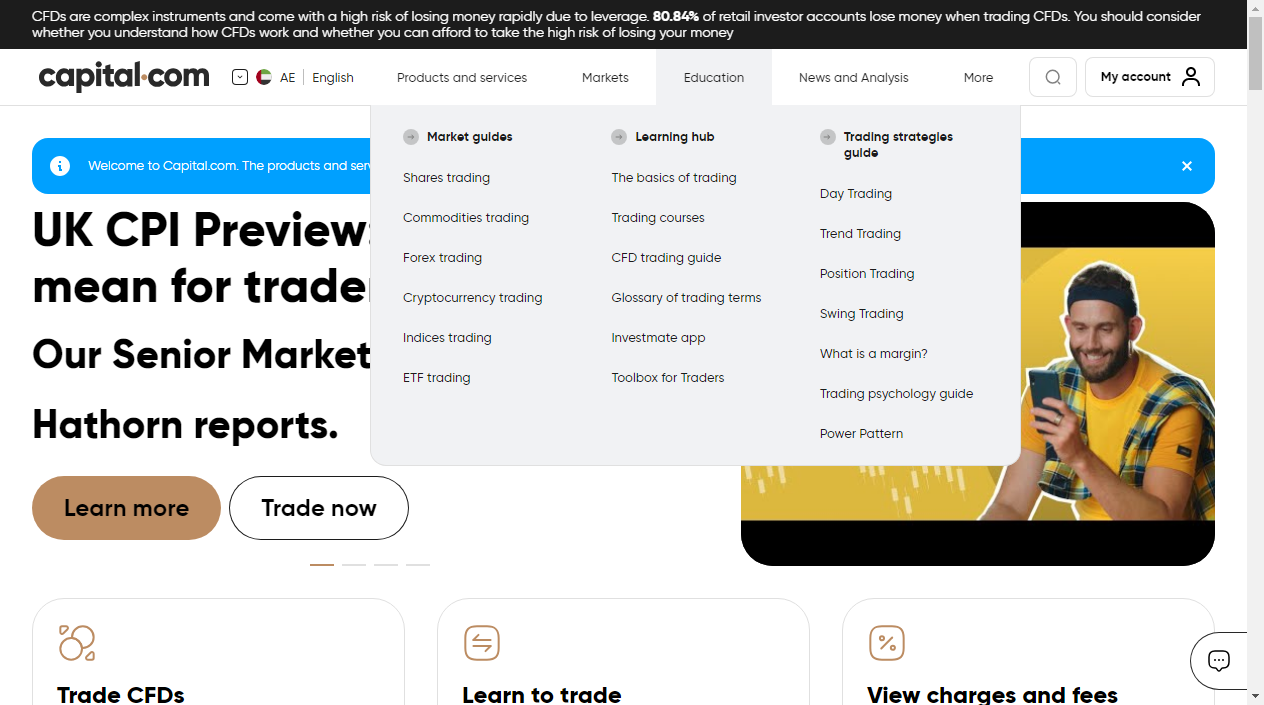 CFDs are complex instruments and come with a high risk of losing money rapidly due to leverage. 80.84% of retail investor accounts lose money when trading CFDs. You should consider
whether you understand how CFDs work and whether you can afford to take the high risk of losing your money
capital.com
AE
English
Products and services
Markets
Education
News and Analysis
More
My account
Welcome to Capital.com. The products and
Market guides
Shares trading
Commodities trading
Forex trading
Cryptocurrency trading
Indices trading
ETF trading
Learning hub
The basics of trading
Trading courses
CFD trading guide
Glossary of trading terms
Investmate app
Toolbox for Traders
Trading strategies
guide
Day Trading
Trend Trading
Position Trading
Swing Trading
What is a margin?
Trading psychology guide
Power Pattern
UK CPI Preview:
mean for
Our Senior Market
Hathorn reports.
Learn more
Trade now
Trade CFDs
Learn to trade
View charges and fees